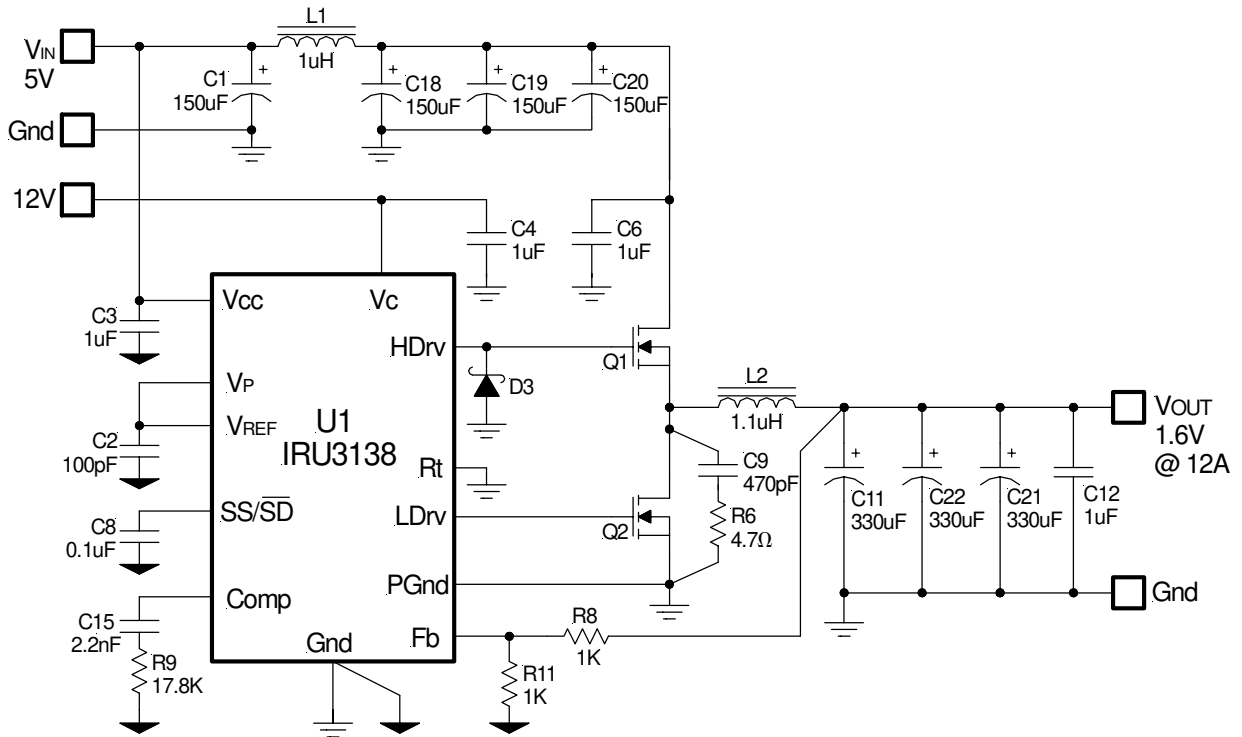 L1
1uH
VIN
5V
C1
150uF
C18
150uF
C19
150uF
C20
150uF
Gnd
12V
C4
1uF
C6
1uF
Vcc
Vc
C3
1uF
HDrv
Q1
D3
L2
1.1uH
VOUT
1.6V
@ 12A
VP
VREF
U1
IRU3138
C2
100pF
Rt
C9
470pF
C11
330uF
C22
330uF
C21
330uF
C12
1uF
SS/SD
LDrv
Q2
R6
4.7Ω
C8
0.1uF
PGnd
Gnd
Comp
C15
2.2nF
R9
17.8K
Gnd
Fb
R8
1K
R11
1K